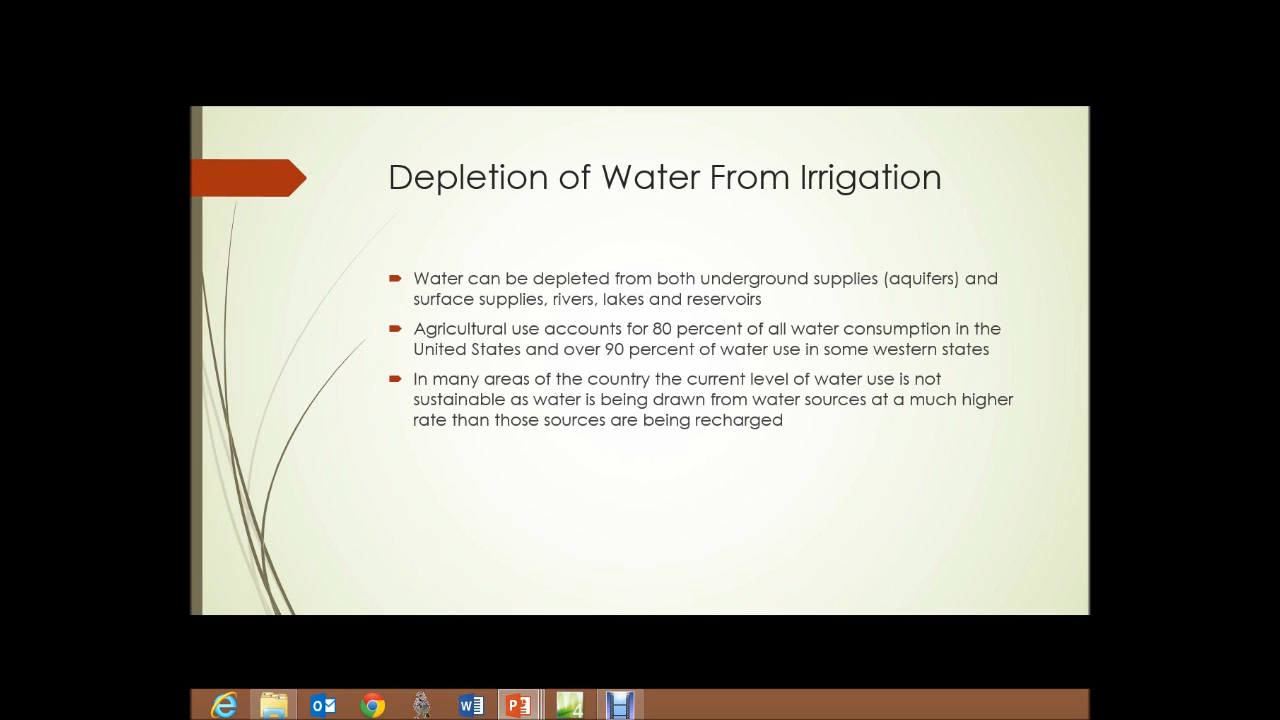 Depletion of Water From Irrigation
Water can be depleted from both underground supplies (aquifers) and
surface supplies, rivers, lakes and reservoirs
Agricultural use accounts for 80 percent of all water consumption in the
United States and over 90 percent of water use in some western states
In many areas of the country the current level of water use is not
sustainable as water is being drawn from water sources at a much higher
rate than those sources are being recharged